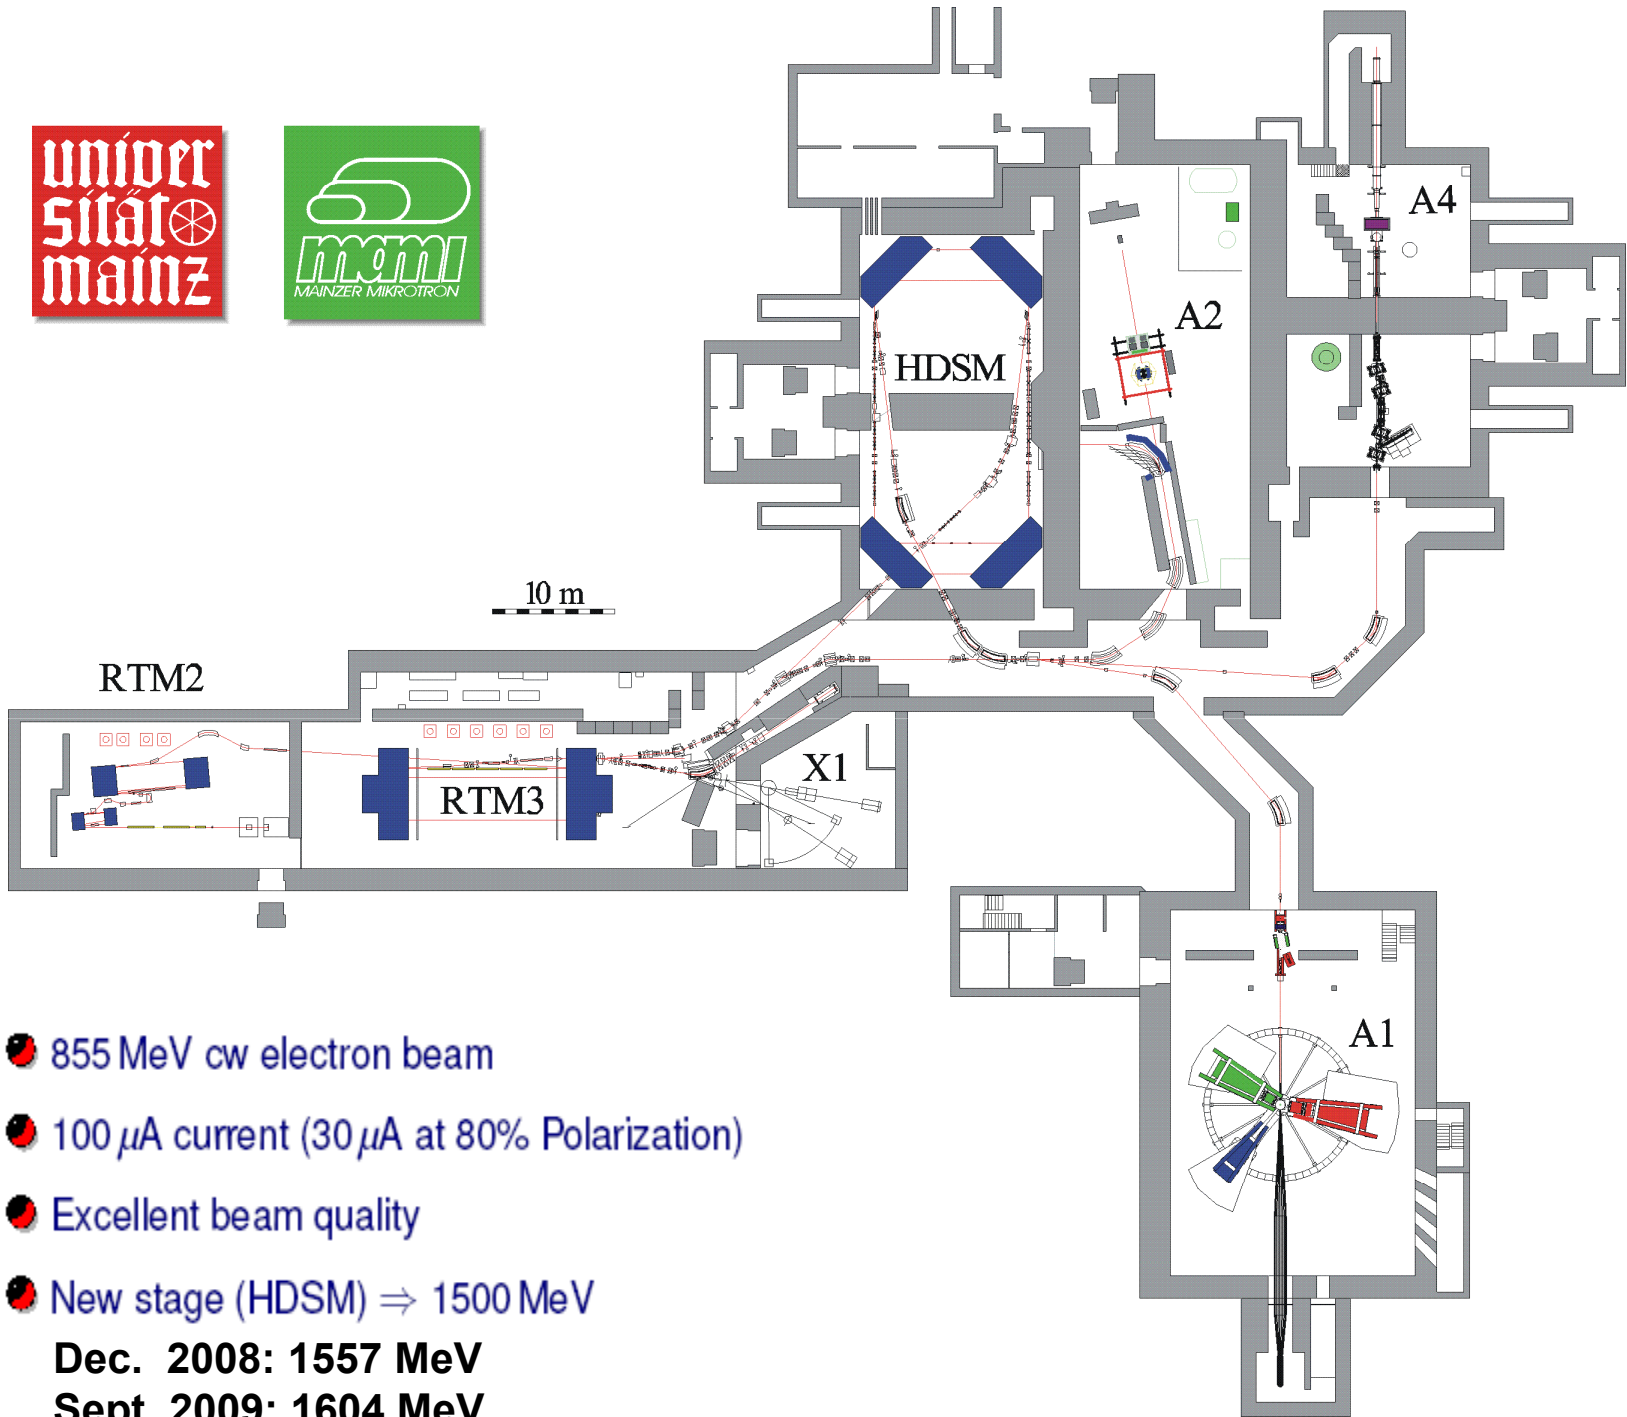 univer
sität
mainz
mami
MAINZER MIKROTRON
A4
A2
HDSM
10 m
RTM2
X1
RTM3
A1
855 MeV cw electron beam
100 μA current (30 μA at 80% Polarization)
Excellent beam quality
New stage (HDSM) ⇒ 1500 MeV
Dec. 2008: 1557 MeV
Sept. 2009: 1604 MeV